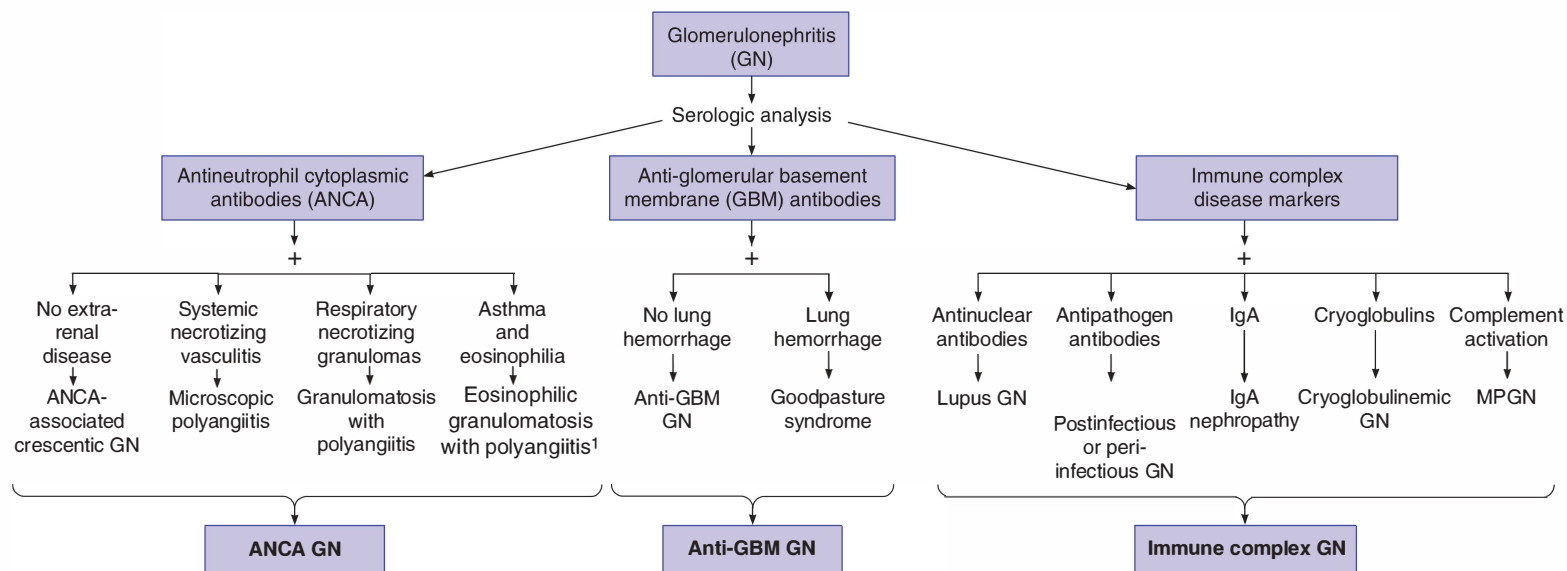 Glomerulonephritis
(GN)
Serologic analysis
Antineutrophil cytoplasmic
antibodies (ANCA)
Anti-glomerular basement
membrane (GBM) antibodies
Immune complex
disease markers
+
+
+
No extra-
renal
disease
Systemic
necrotizing
vasculitis
Respiratory
necrotizing
granulomas
Asthma
and
eosinophilia
No lung
hemorrhage
Lung
hemorrhage
Antinuclear
antibodies
Antipathogen
antibodies
IgA
Cryoglobulins
Complement
activation
ANCA-
associated
crescentic GN
Microscopic
polyangiitis
Granulomatosis
with
polyangiitis
Eosinophilic
granulomatosis
with polyangiitis¹
Anti-GBM
GN
Goodpasture
syndrome
Lupus GN
Postinfectious
or peri-
infectious GN
IgA
nephropathy
Cryoglobulinemic
GN
MPGN
ANCA GN
Anti-GBM GN
Immune complex GN